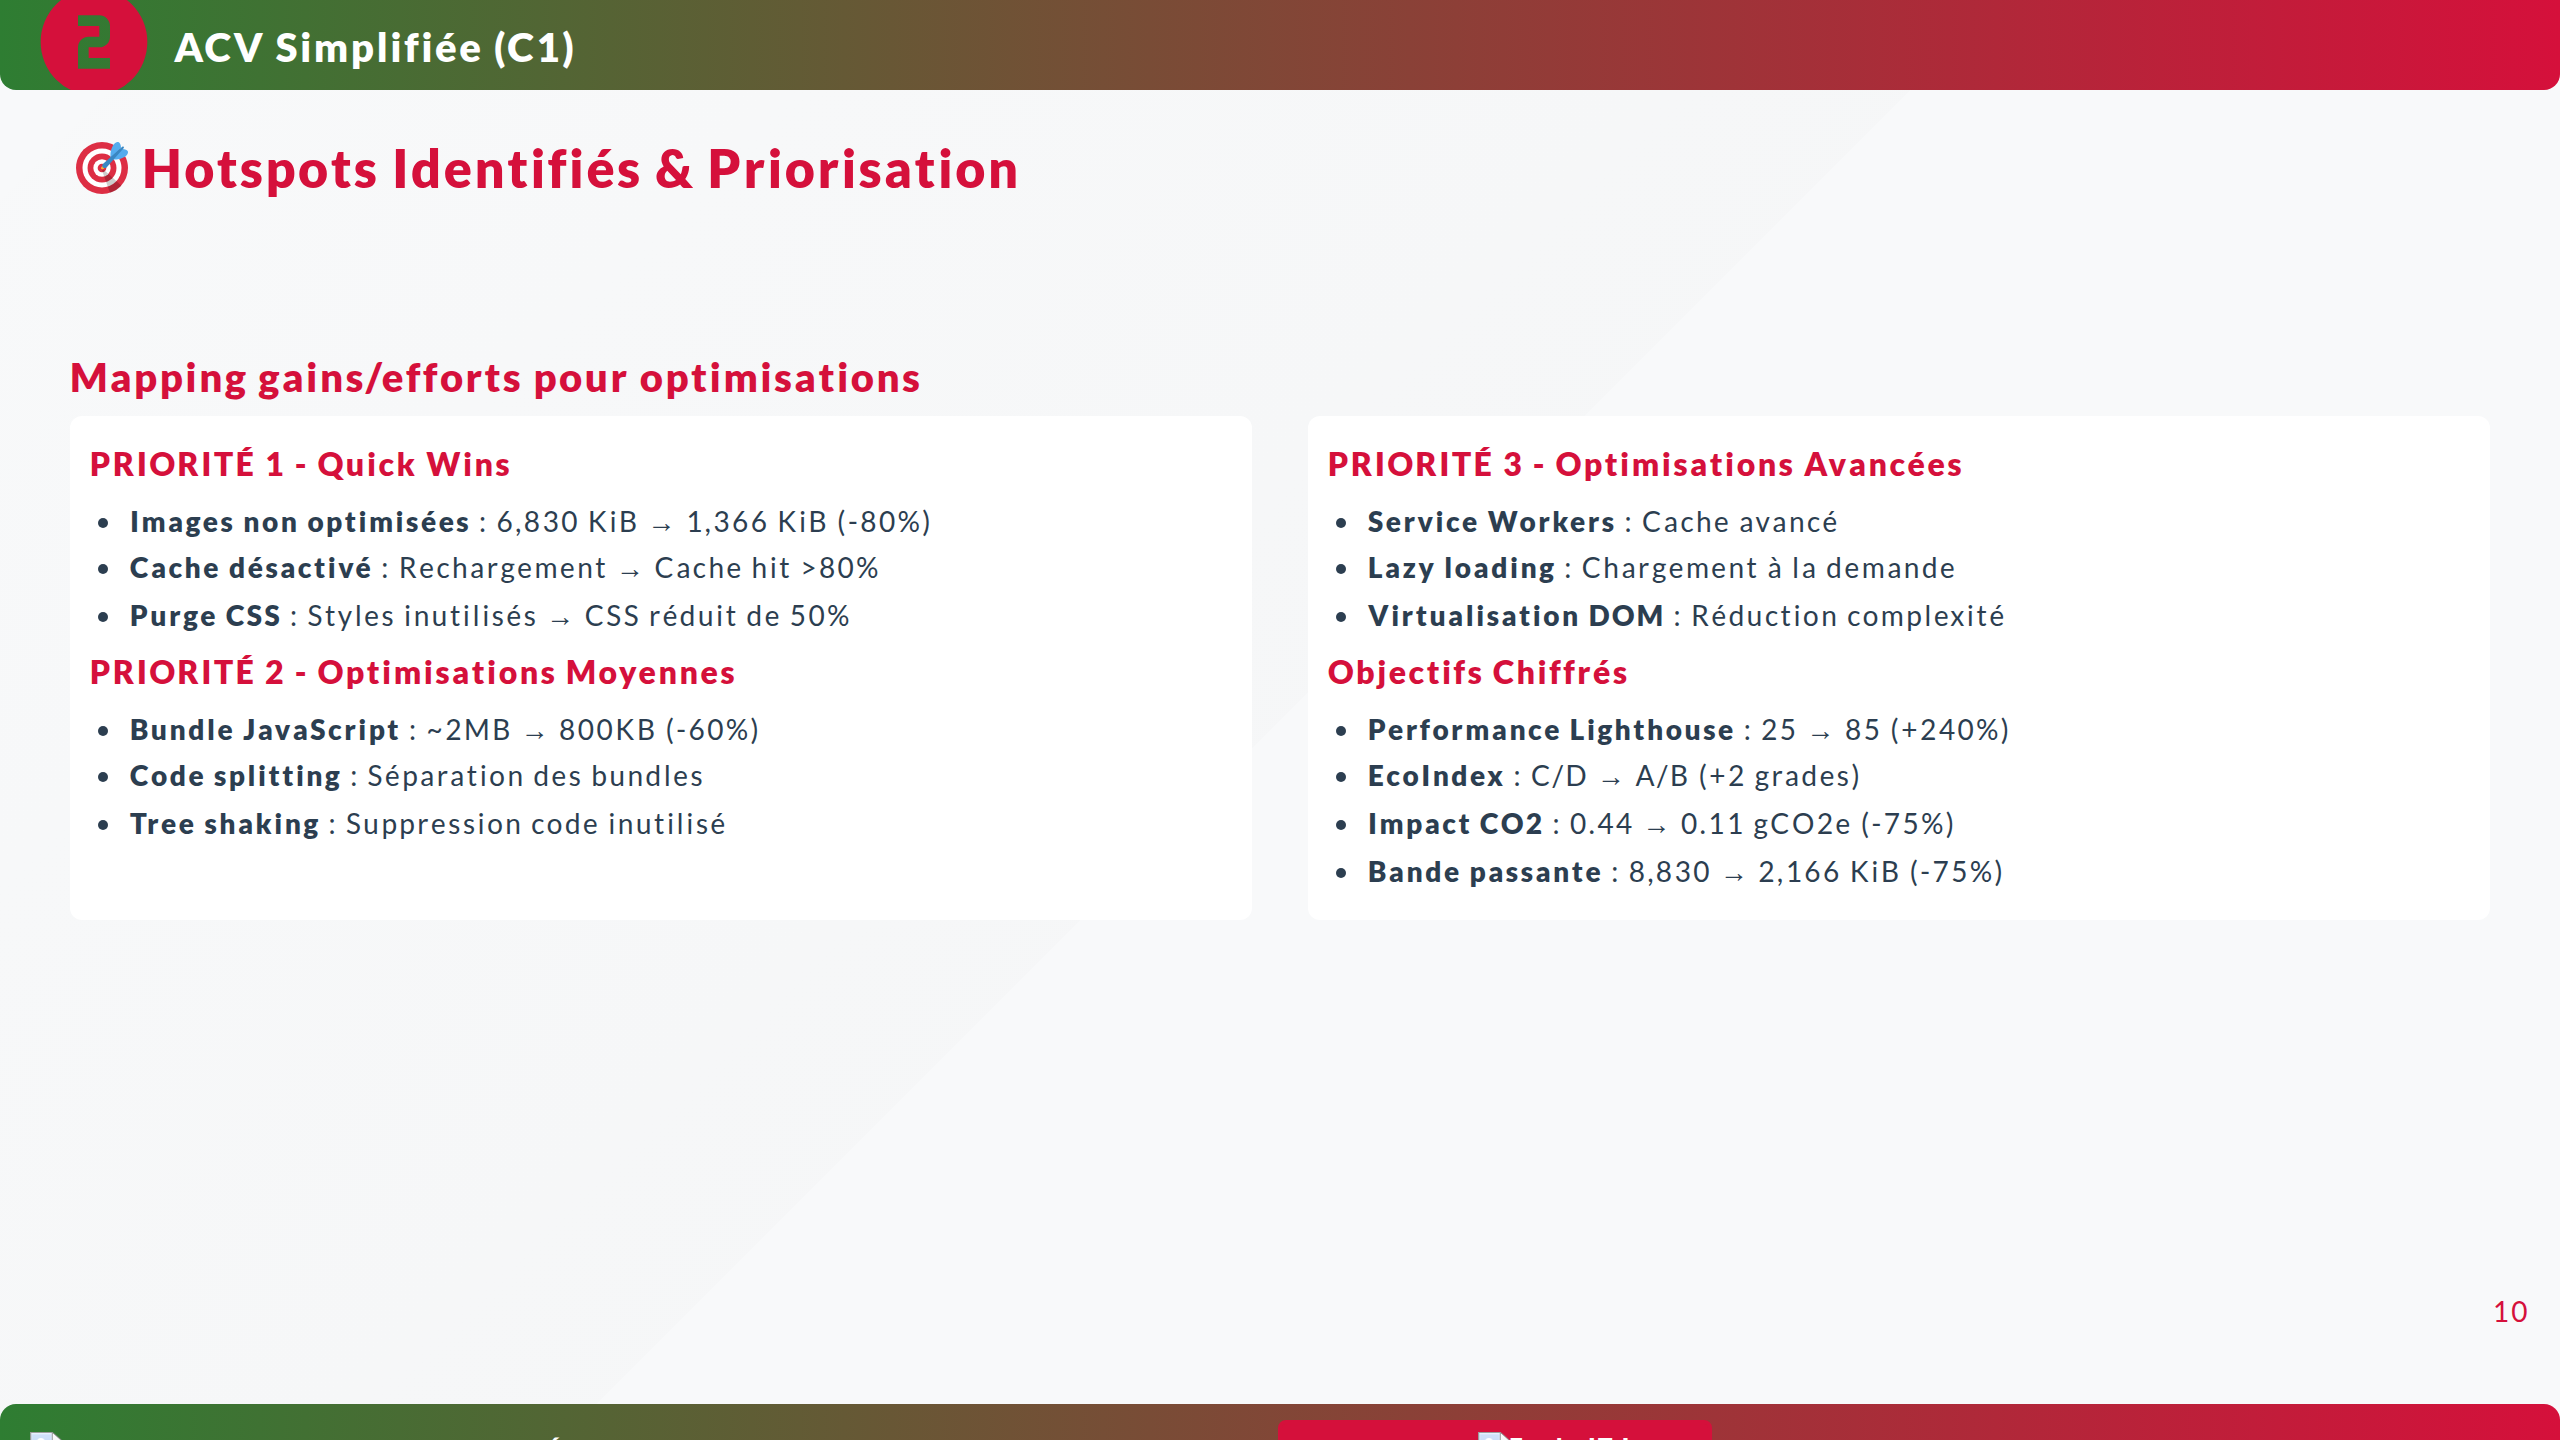 2 ACV Simplifiée (C1)
🎯 Hotspots Identifiés & Priorisation
Mapping gains/efforts pour optimisations
PRIORITÉ 1 - Quick Wins
• Images non optimisées : 6,830 KiB → 1,366 KiB (-80%)
• Cache désactivé : Rechargement → Cache hit >80%
• Purge CSS : Styles inutilisés → CSS réduit de 50%
PRIORITÉ 2 - Optimisations Moyennes
• Bundle JavaScript : ~2MB → 800KB (-60%)
• Code splitting : Séparation des bundles
• Tree shaking : Suppression code inutilisé
PRIORITÉ 3 - Optimisations Avancées
• Service Workers : Cache avancé
• Lazy loading : Chargement à la demande
• Virtualisation DOM : Réduction complexité
Objectifs Chiffrés
• Performance Lighthouse : 25 → 85 (+240%)
• EcoIndex : C/D → A/B (+2 grades)
• Impact CO2 : 0.44 → 0.11 gCO2e (-75%)
• Bande passante : 8,830 → 2,166 KiB (-75%)
10